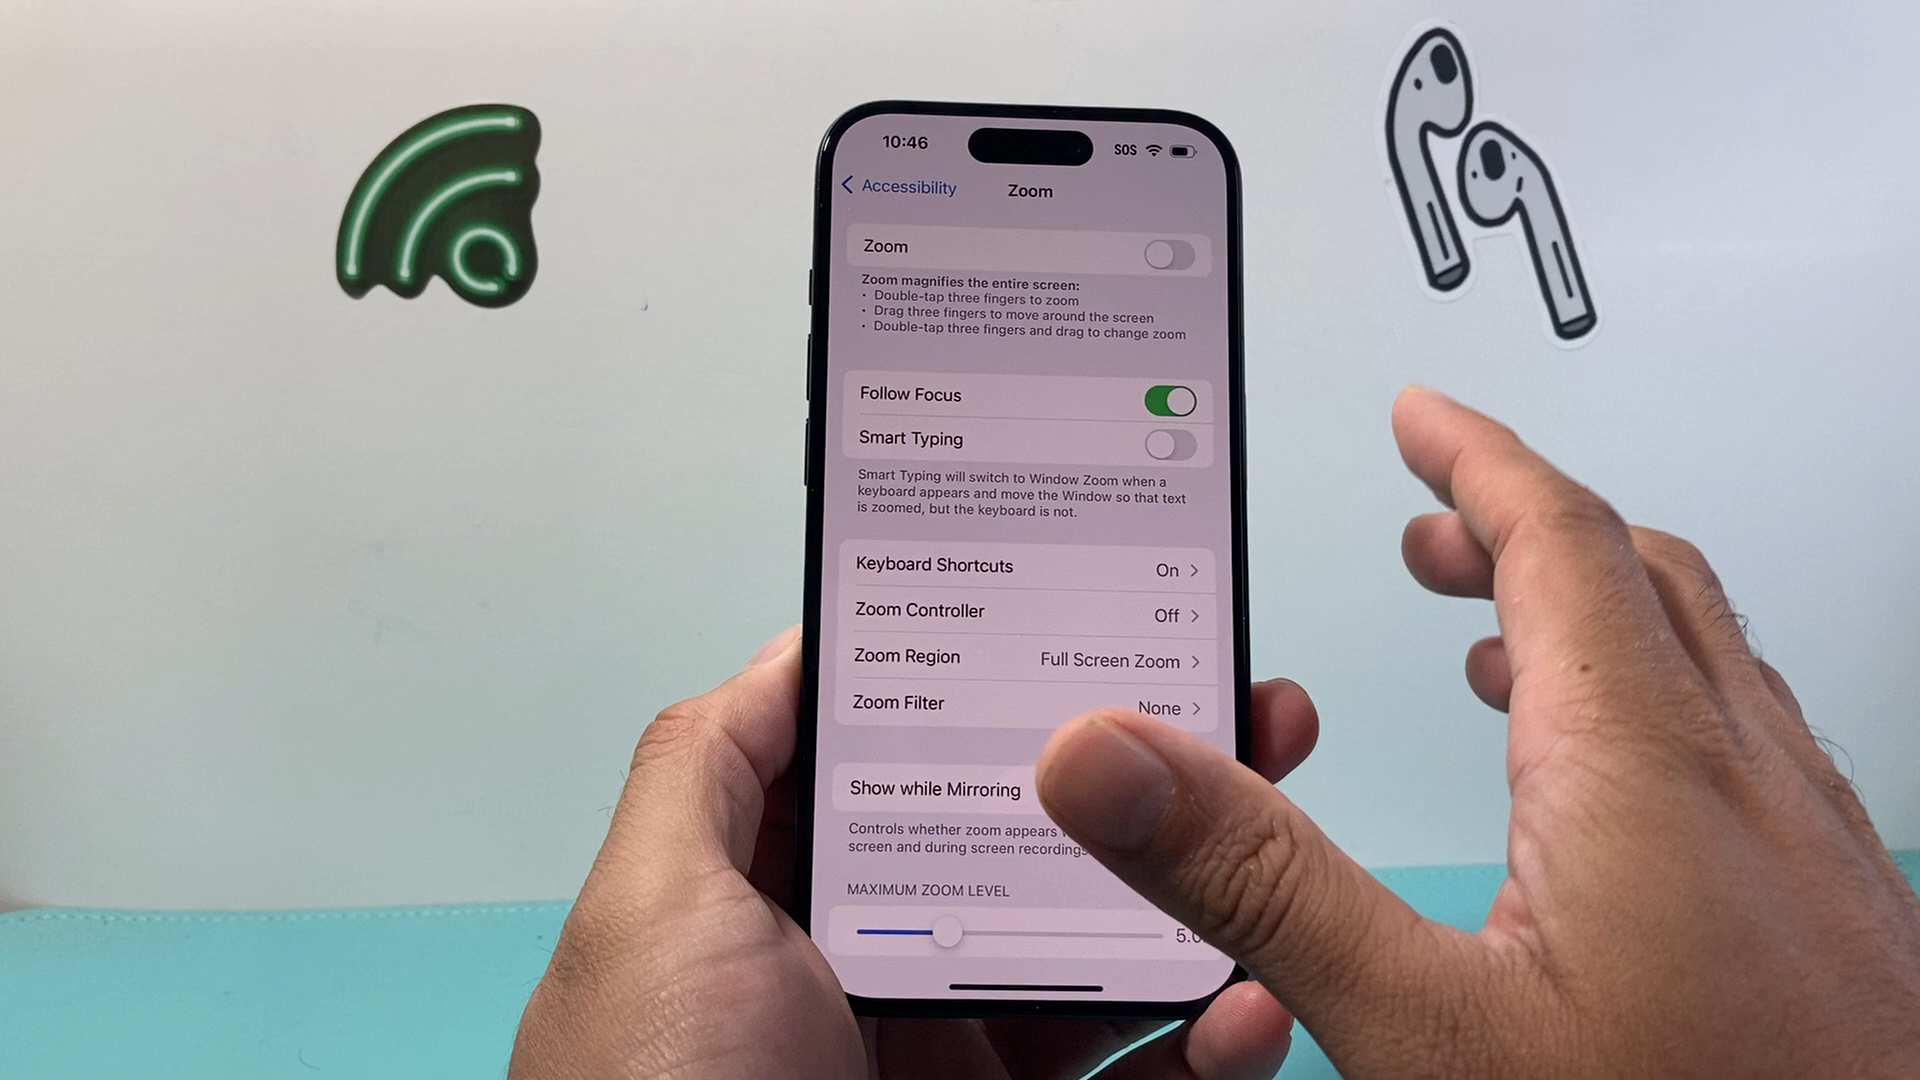 10:46
SOS
Accessibility
Zoom
Zoom
Zoom magnifies the entire screen:
• Double-tap three fingers to zoom
• Drag three fingers to move around the screen
• Double-tap three fingers and drag to change zoom
Follow Focus
Smart Typing
Smart Typing will switch to Window Zoom when a
keyboard appears and move the Window so that text
is zoomed, but the keyboard is not.
Keyboard Shortcuts On
Zoom Controller Off
Zoom Region Full Screen Zoom
Zoom Filter None
Show while Mirroring
Controls whether zoom appears
screen and during screen recordings
MAXIMUM ZOOM LEVEL